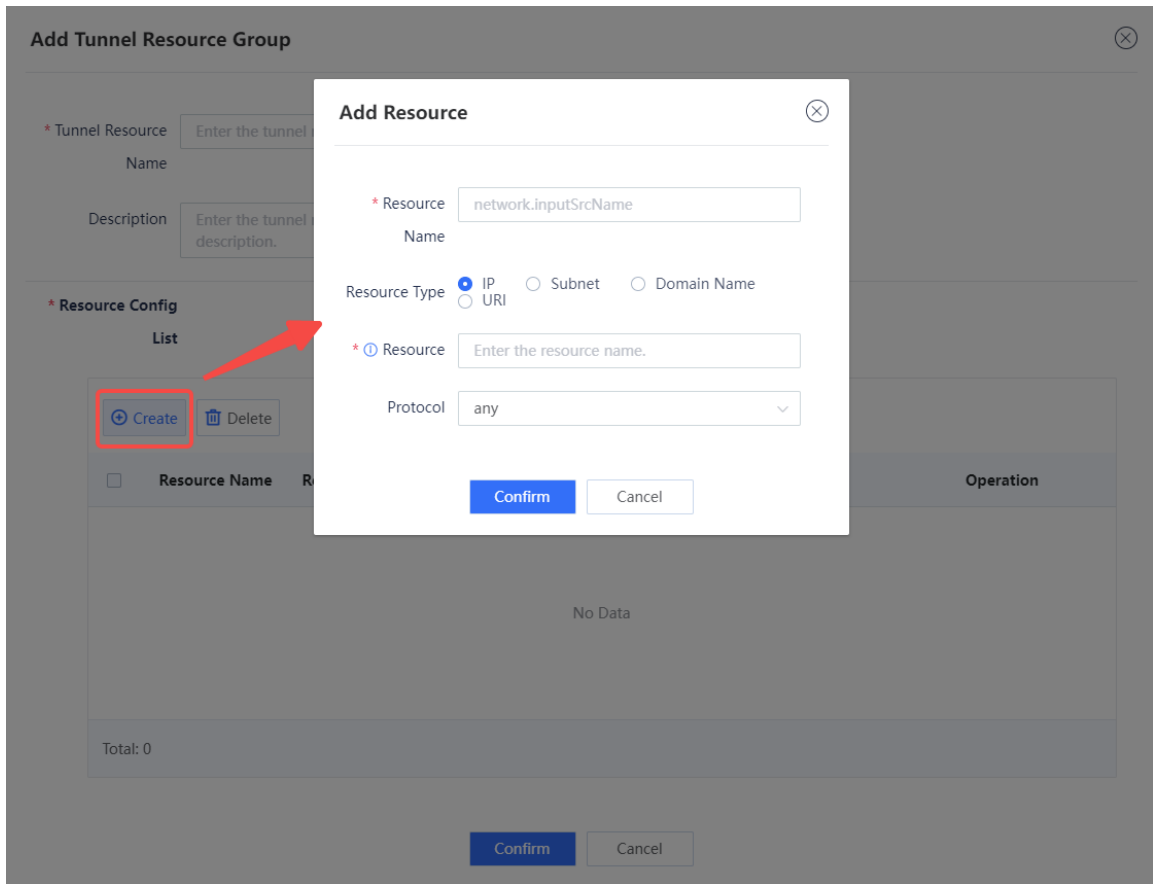 Add Tunnel Resource Group
Add Resource
* Tunnel Resource
Name
Enter the tunnel
Description
Enter the tunnel
description.
* Resource
Name
network.inputSrcName
Resource Type
IP
Subnet
Domain Name
URI
* Resource Config
List
* Resource
Enter the resource name.
Protocol
any
Create
Delete
Confirm
Cancel
Resource Name
Operation
No Data
Total: 0
Confirm
Cancel